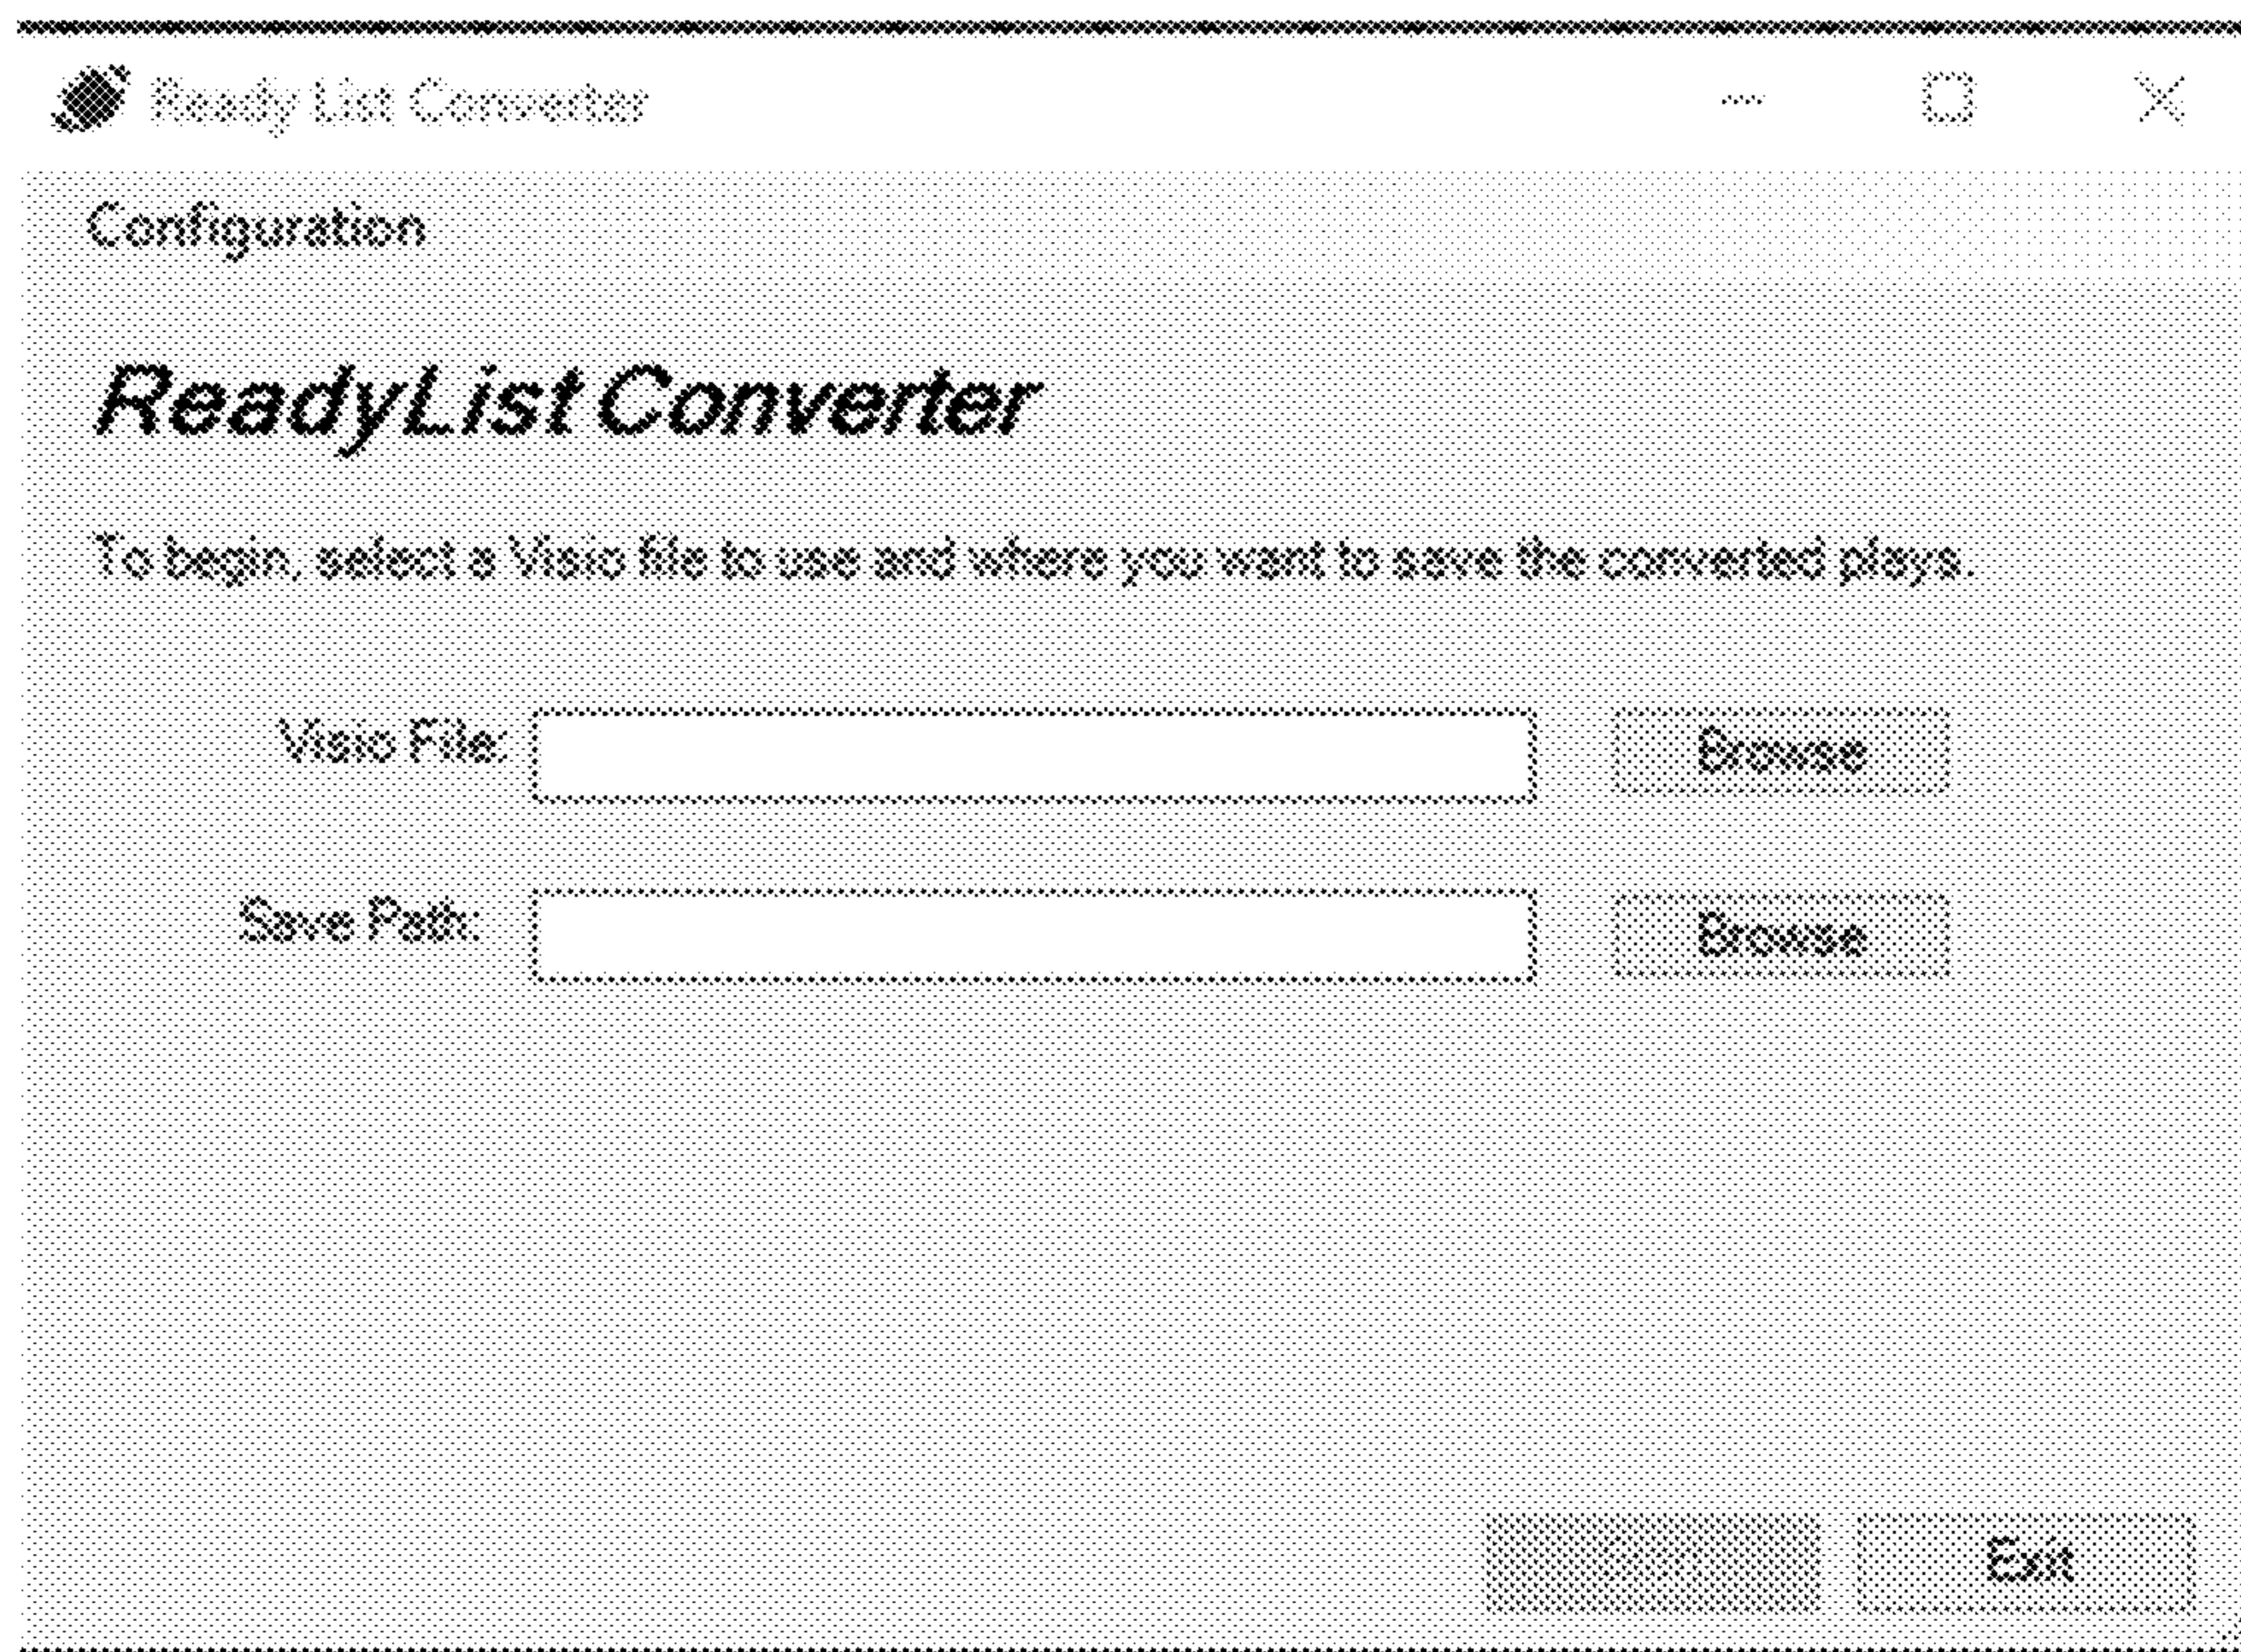 Ready List Converter
Configuration
ReadyList Converter
To begin, select a Visio file to use and where you want to save the converted plays.
Visio File:
Browse
Save Path:
Browse
Exit